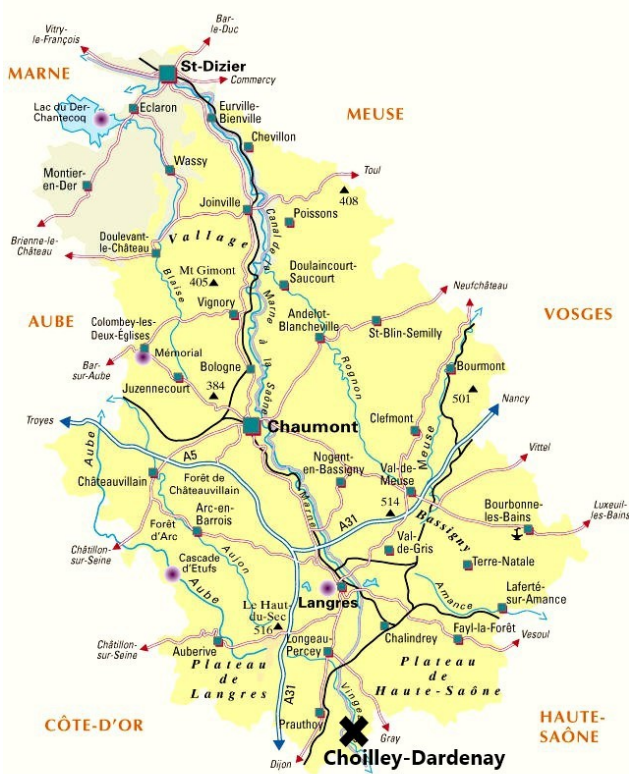 Bar-
le-Duc
Vitry-
le-François
St-Dizier
MARNE
Commercy
Lac du Der-
Chantecoq
Eclaron
Eurville-
Bienville
MEUSE
Chevillon
Wassy
Toul
Montier-
en-Der
408
Joinville
Poissons
Brienne-le-
Château
Doulevant-
le-Château
Vallage
Canal de la Marne à la Saône
Blaise
Mt Gimont
405
Doulaincourt-
Saucourt
Neufchâteau
Vignory
Andelot-
Blancheville
VOSGES
AUBE
Colombey-les-
Deux-Églises
St-Blin-Semilly
Mémorial
Bar-
sur-Aube
Bologne
Rognon
Bourmont
Juzennecourt
384
501
Nancy
Troyes
Chaumont
Clefmont
Meuse
Aube
A5
Nogent-
en-Bassigny
Val-de-
Meuse
Vittel
Châteauvillain
Forêt de
Châteauvillain
Marne
514
Bourbonne-
les-Bains
Luxeuil-
les-Bains
Forêt
d'Arc
Arc-en-
Barrois
A31
Bassigny
Châtillon-
sur-Seine
Aujon
Val-
de-Gris
Cascade
d'Etufs
Terre-Natale
Aube
Langres
Amance
Laferté-
sur-Amance
Le Haut-
du-Sec
516
Chalindrey
Fayl-la-Forêt
Vesoul
Châtillon-
sur-Seine
Auberive
Longeau-
Percey
Plateau
de
Langres
Plateau
de
Haute-Saône
A31
Vinge
Prauthoy
CÔTE-D'OR
HAUTE-
SAÔNE
Gray
Dijon
Choilley-Dardenay